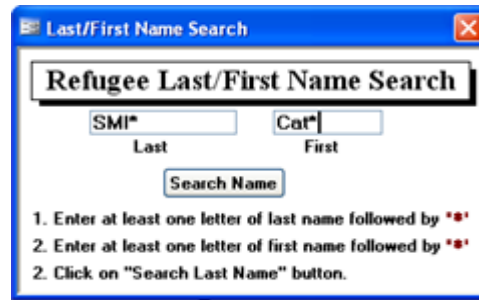 Last/First Name Search
Refugee Last/First Name Search
SMI* Cat*
Last First
Search Name
1. Enter at least one letter of last name followed by '*'
2. Enter at least one letter of first name followed by '*'
2. Click on "Search Last Name" button.